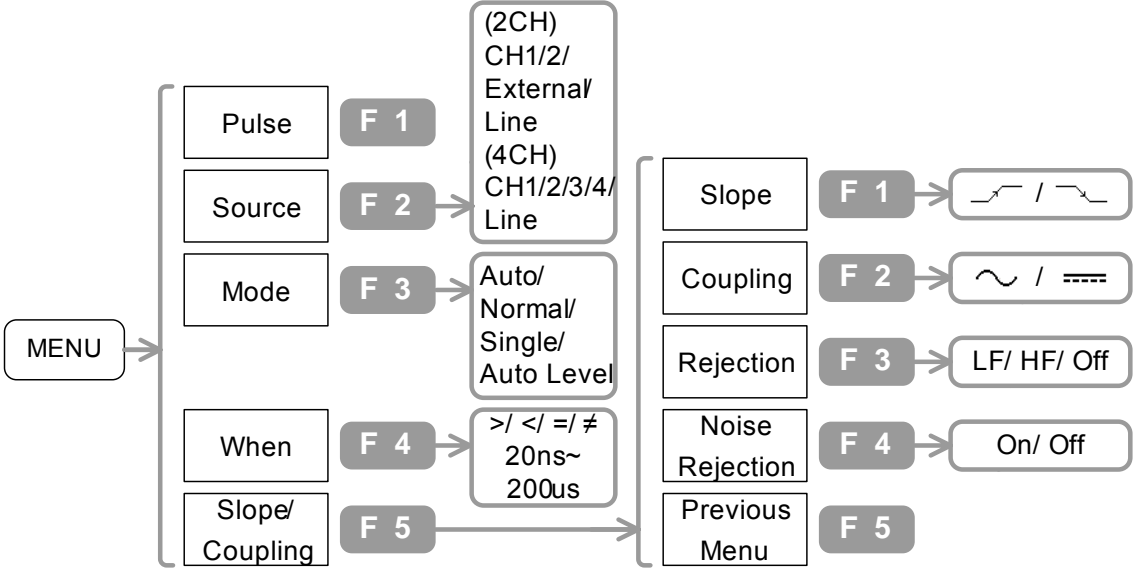 MENU
Pulse
F 1
Source
F 2
(2CH)
CH1/2/
External/
Line
(4CH)
CH1/2/3/4/
Line
Mode
F 3
Auto/
Normal/
Single/
Auto Level
When
F 4
>/ </ =/ ≠
20ns~
200us
Slope/
Coupling
F 5
Slope
F 1
/
Coupling
F 2
/
Rejection
F 3
LF/ HF/ Off
Noise
Rejection
F 4
On/ Off
Previous
Menu
F 5